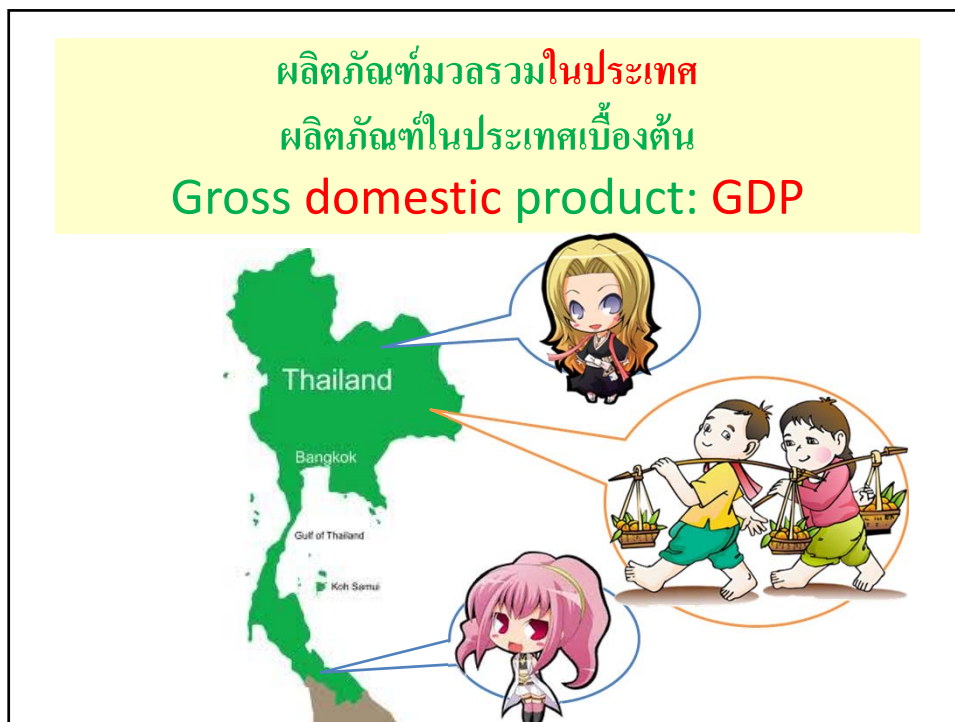 ผลิตภัณฑ์มวลรวมในประเทศ
ผลิตภัณฑ์ในประเทศเบื้องต้น
Gross domestic product: GDP
Thailand
Bangkok
Gulf of Thailand
Koh Samui